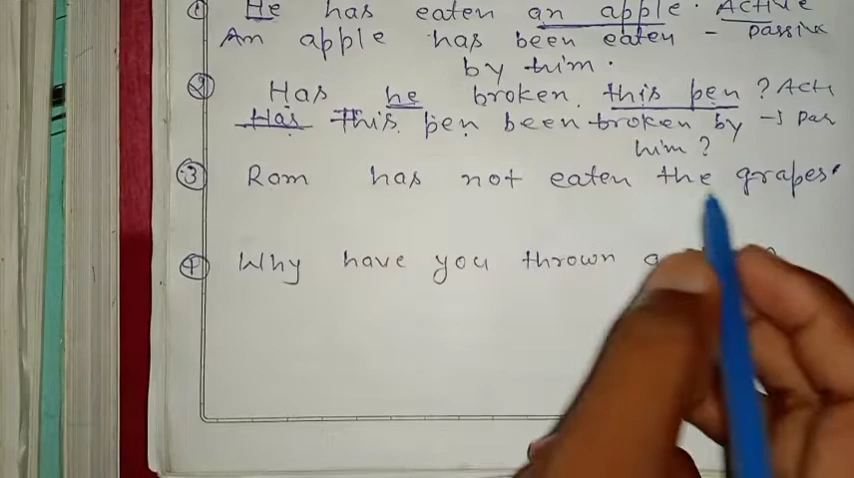 ① He has eaten an apple. Active
An apple has been eaten - passive
by him.
② Has he broken this pen ? Acti
Has This pen been broken by → pas
him ?
③ Ram has not eaten the grapes.
④ Why have you thrown